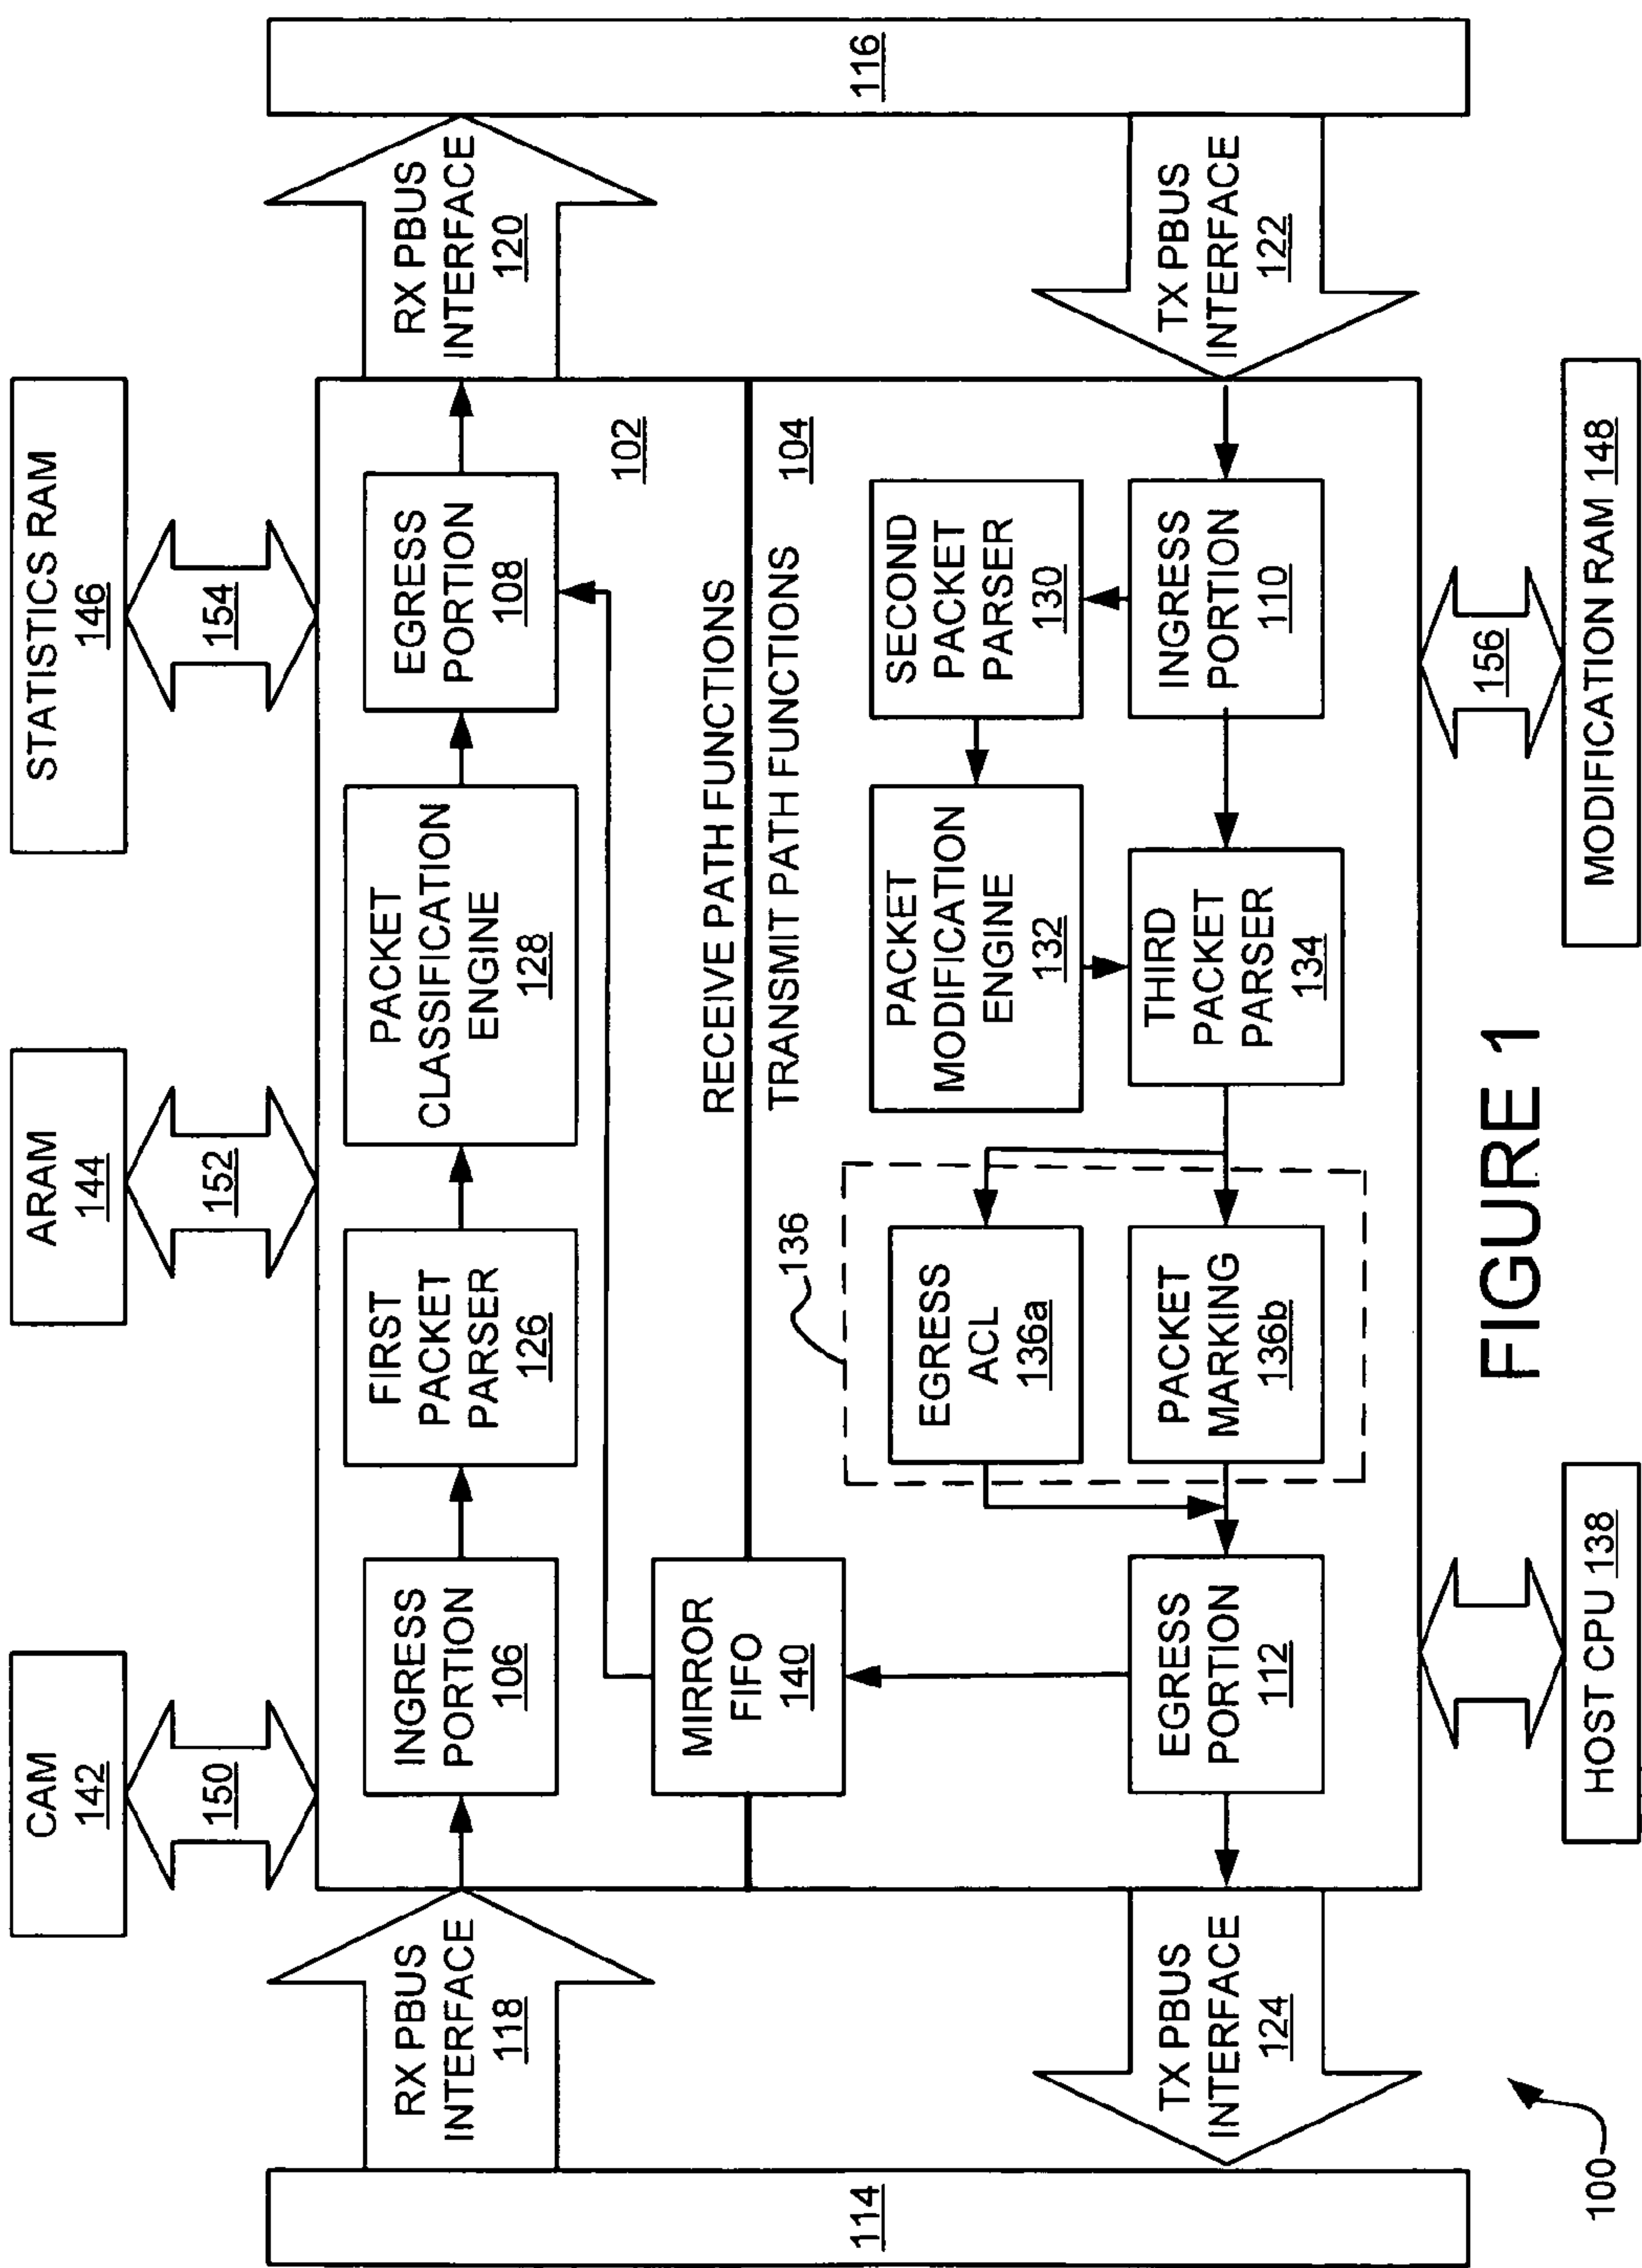 CAM
142
ARAM
144
STATISTICS RAM
146
150
152
154
114
RX PBUS
INTERFACE
118
INGRESS
PORTION
106
FIRST
PACKET
PARSER
126
PACKET
CLASSIFICATION
ENGINE
128
EGRESS
PORTION
108
RX PBUS
INTERFACE
120
116
102
MIRROR
FIFO
140
RECEIVE PATH FUNCTIONS
TRANSMIT PATH FUNCTIONS
104
136
EGRESS
ACL
136a
PACKET
MODIFICATION
ENGINE
132
SECOND
PACKET
PARSER
130
TX PBUS
INTERFACE
124
EGRESS
PORTION
112
PACKET
MARKING
136b
THIRD
PACKET
PARSER
134
INGRESS
PORTION
110
TX PBUS
INTERFACE
122
156
HOST CPU 138
MODIFICATION RAM 148
100
FIGURE 1